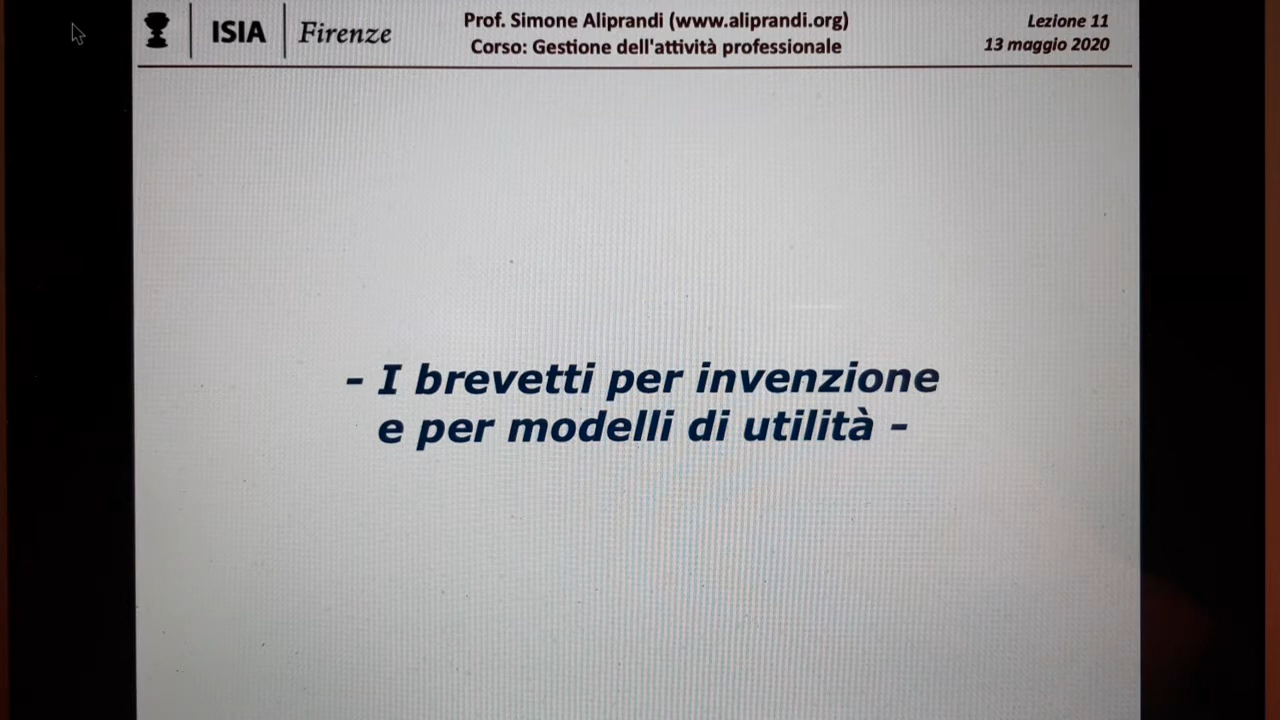 ISIA Firenze
Prof. Simone Aliprandi (www.aliprandi.org)
Corso: Gestione dell'attività professionale
Lezione 11
13 maggio 2020
- I brevetti per invenzione
e per modelli di utilità -